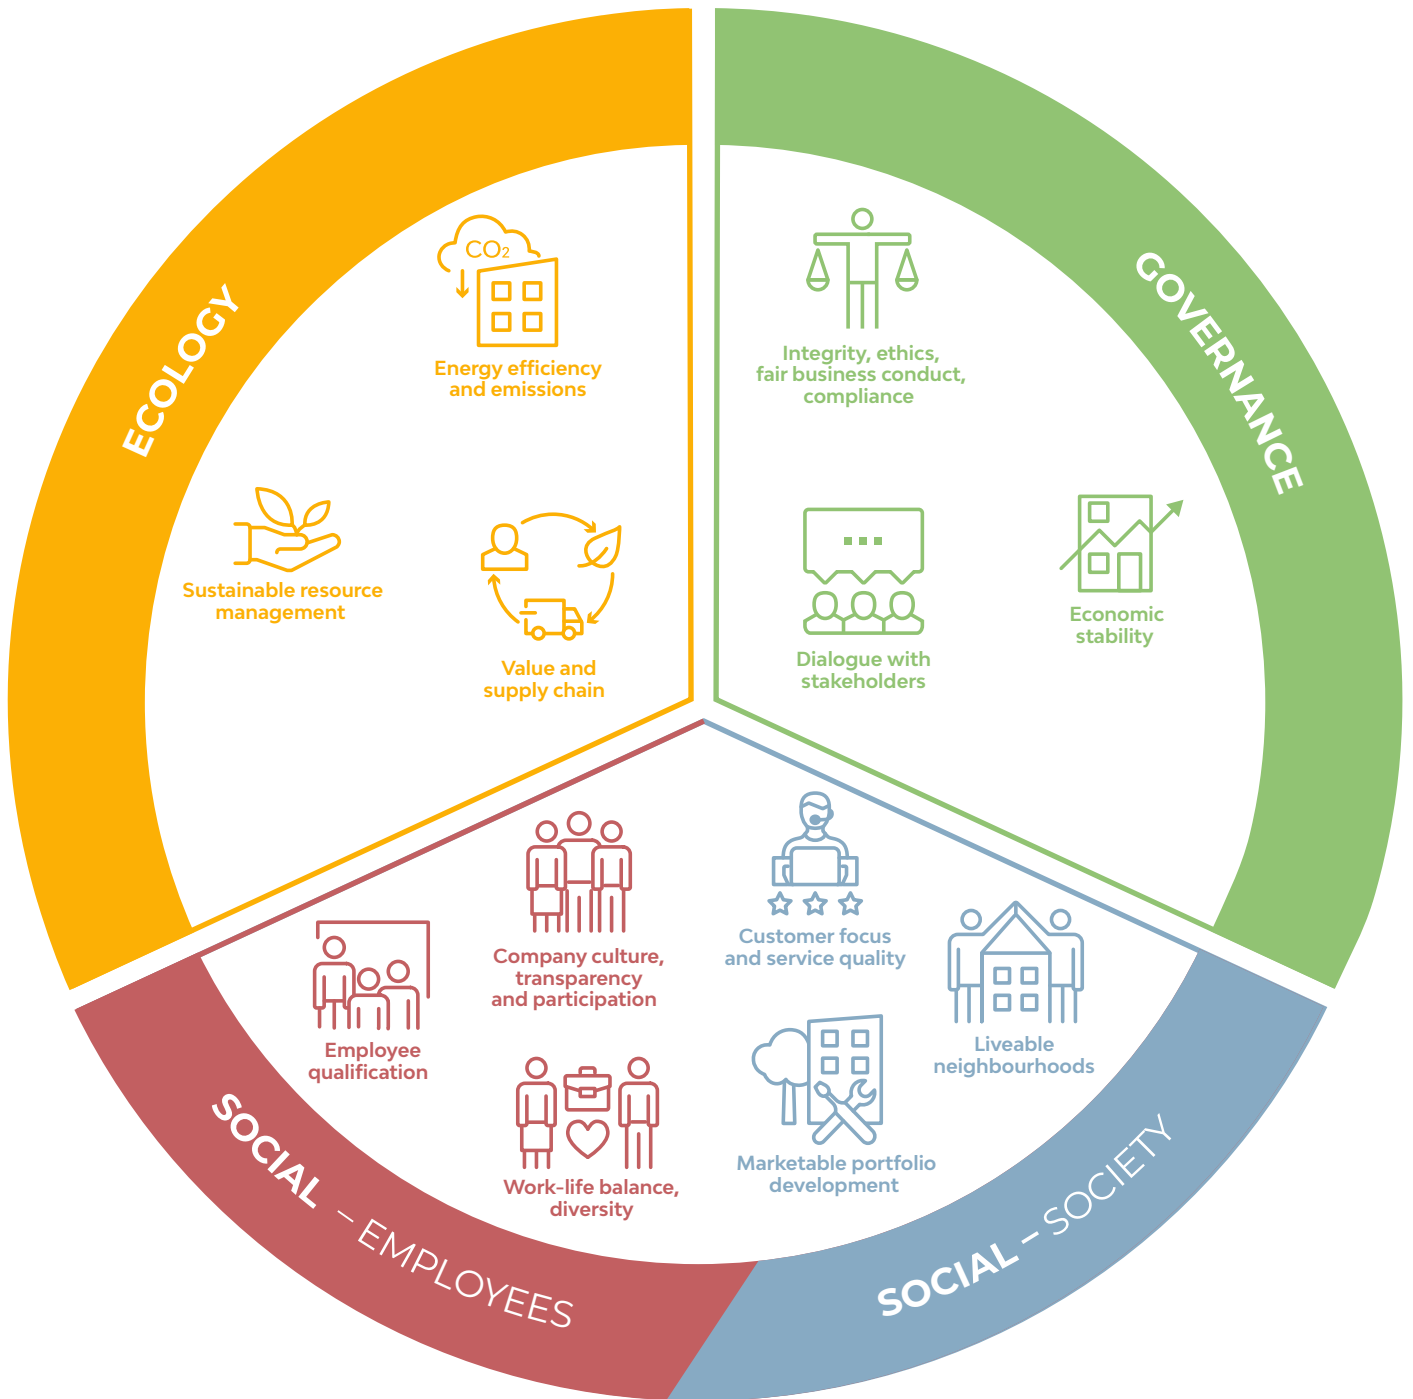 ECOLOGY
CO₂
Energy efficiency
and emissions
Sustainable resource
management
Value and
supply chain
GOVERNANCE
Integrity, ethics,
fair business conduct,
compliance
Dialogue with
stakeholders
Economic
stability
SOCIAL – EMPLOYEES
Company culture,
transparency
and participation
Employee
qualification
Work-life balance,
diversity
SOCIAL – SOCIETY
Customer focus
and service quality
Liveable
neighbourhoods
Marketable portfolio
development